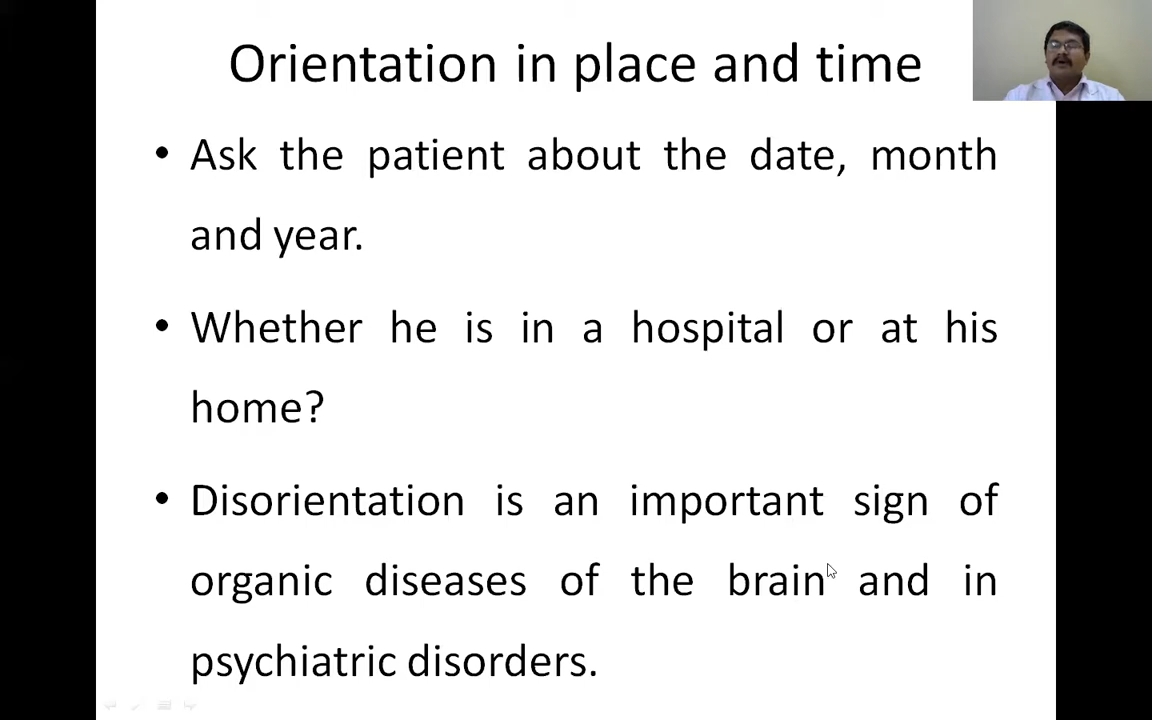 Orientation in place and time
• Ask the patient about the date, month
and year.
• Whether he is in a hospital or at his
home?
• Disorientation is an important sign of
organic diseases of the brain and in
psychiatric disorders.